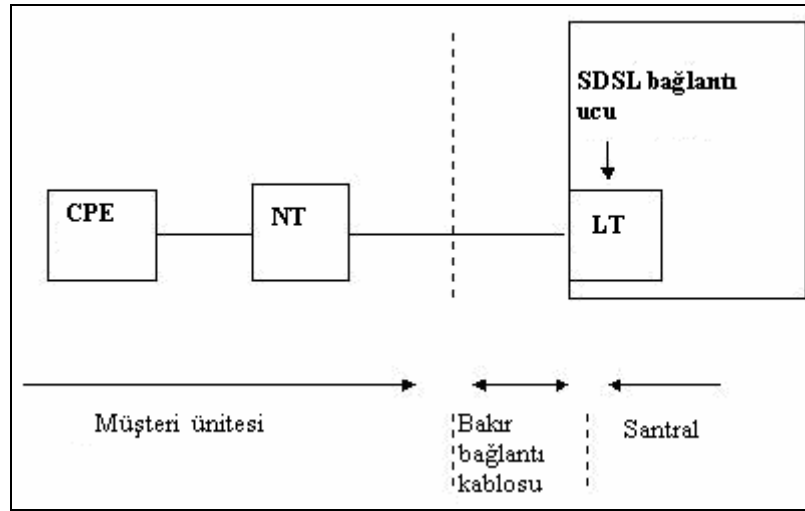 SDSL bağlantı
ucu
CPE
NT
LT
Müşteri ünitesi
Bakır
bağlantı
kablosu
Santral